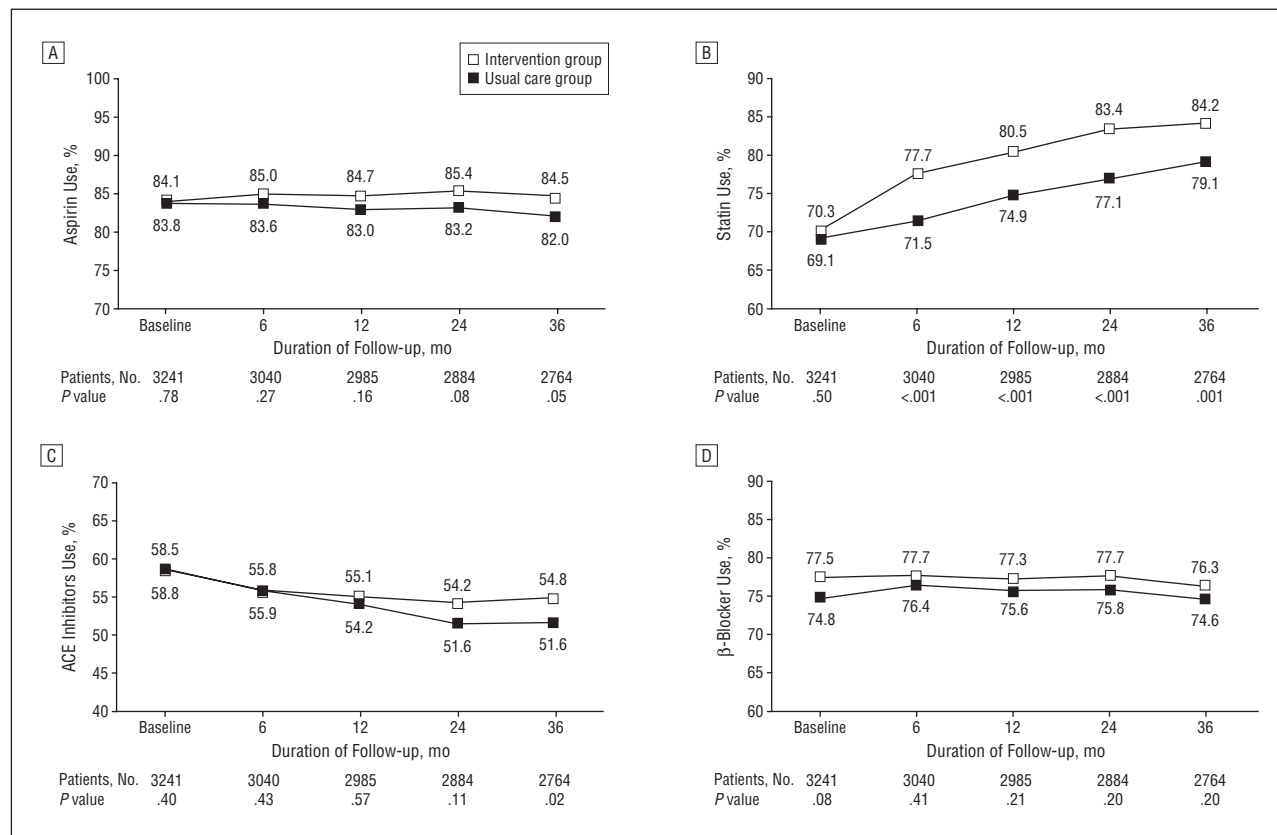 A
Intervention group
Usual care group
100
95
90
85
80
75
70
Aspirin Use, %
84.1
85.0
84.7
85.4
84.5
83.8
83.6
83.0
83.2
82.0
Baseline 6 12 24 36
Duration of Follow-up, mo
Patients, No. 3241 3040 2985 2884 2764
P value .78 .27 .16 .08 .05
B
90
85
80
75
70
65
60
Statin Use, %
70.3
77.7
80.5
83.4
84.2
69.1
71.5
74.9
77.1
79.1
Baseline 6 12 24 36
Duration of Follow-up, mo
Patients, No. 3241 3040 2985 2884 2764
P value .50 <.001 <.001 <.001 .001
C
70
65
60
55
50
45
40
ACE Inhibitors Use, %
58.5
55.8
55.1
54.2
54.8
58.8
55.9
54.2
51.6
51.6
Baseline 6 12 24 36
Duration of Follow-up, mo
Patients, No. 3241 3040 2985 2884 2764
P value .40 .43 .57 .11 .02
D
90
85
80
75
70
65
60
β-Blocker Use, %
77.5
77.7
77.3
77.7
76.3
74.8
76.4
75.6
75.8
74.6
Baseline 6 12 24 36
Duration of Follow-up, mo
Patients, No. 3241 3040 2985 2884 2764
P value .08 .41 .21 .20 .20